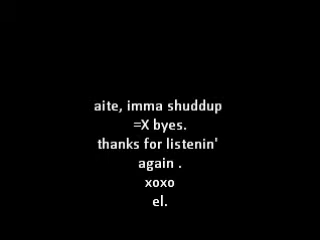 aite, imma shuddup
=X byes.
thanks for listenin'
again .
xoxo
el.